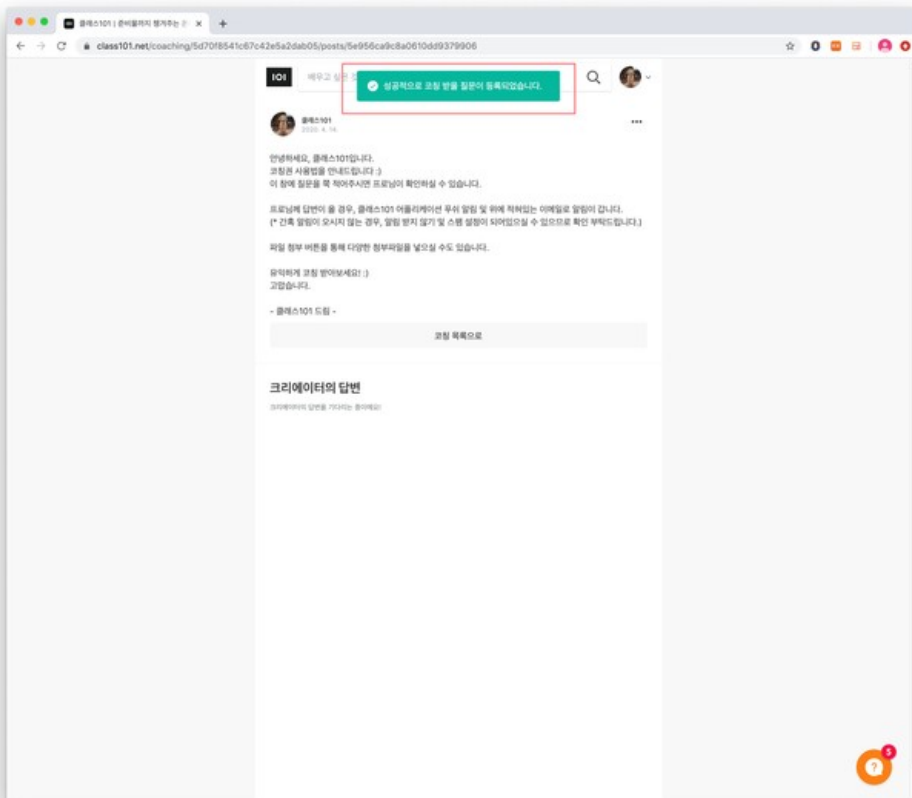 클래스101 | 준비물까지 챙겨주는
class101.net/coaching/5d70f8541c67c42e5a2dab05/posts/5e956ca9c8a0610dd9379906
101
배우고 싶은
성공적으로 코칭 받을 질문이 등록되었습니다.
클래스101
2020. 4. 14.
안녕하세요, 클래스101입니다.
코칭권 사용법을 안내드립니다 :)
이 창에 질문을 쭉 적어주시면 프로님이 확인하실 수 있습니다.
프로님께 답변이 올 경우, 클래스101 어플리케이션 푸쉬 알림 및 위에 적혀있는 이메일로 알림이 갑니다.
(* 간혹 알림이 오시지 않는 경우, 알림 받지 않기 및 스팸 설정이 되어있으실 수 있으므로 확인 부탁드립니다.)
파일 첨부 버튼을 통해 다양한 첨부파일을 넣으실 수도 있습니다.
유익하게 코칭 받아보세요! :)
고맙습니다.
- 클래스101 드림 -
코칭 목록으로
크리에이터의 답변
크리에이터의 답변을 기다리는 중이에요!
5